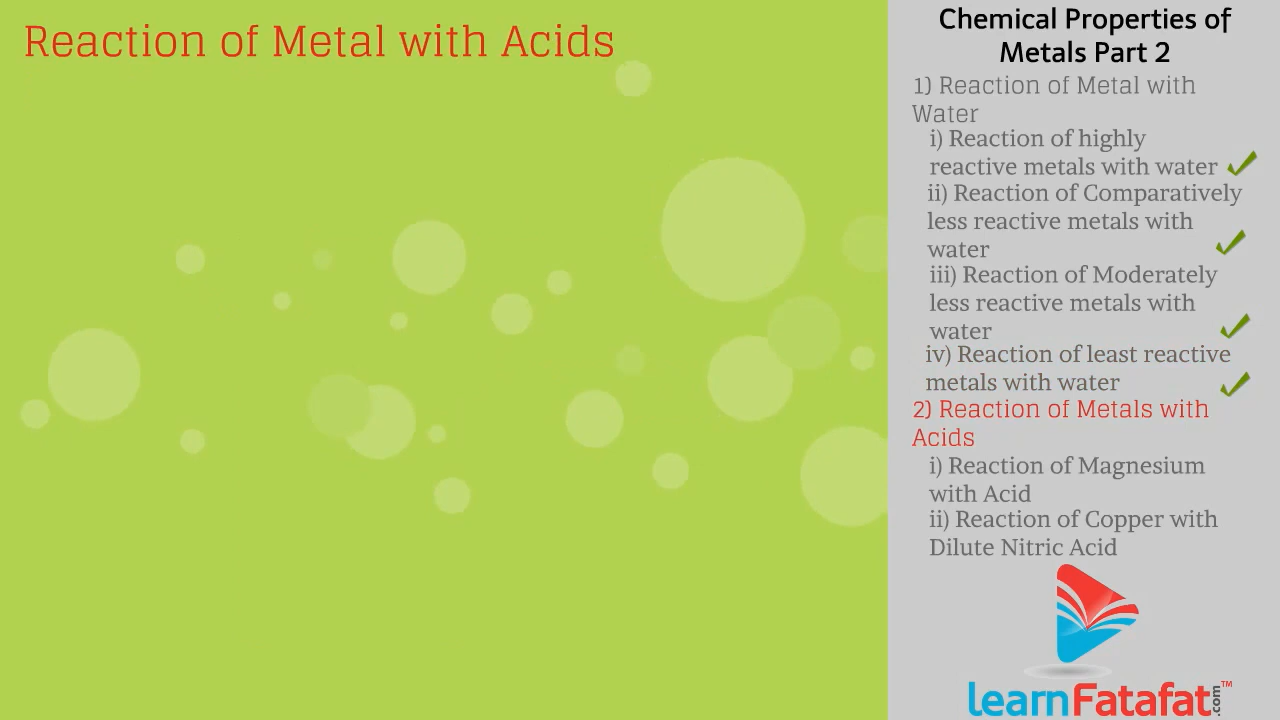 Reaction of Metal with Acids
Chemical Properties of
Metals Part 2
1) Reaction of Metal with
Water
i) Reaction of highly
reactive metals with water
ii) Reaction of Comparatively
less reactive metals with
water
iii) Reaction of Moderately
less reactive metals with
water
iv) Reaction of least reactive
metals with water
2) Reaction of Metals with
Acids
i) Reaction of Magnesium
with Acid
ii) Reaction of Copper with
Dilute Nitric Acid
learnFatafat.com™